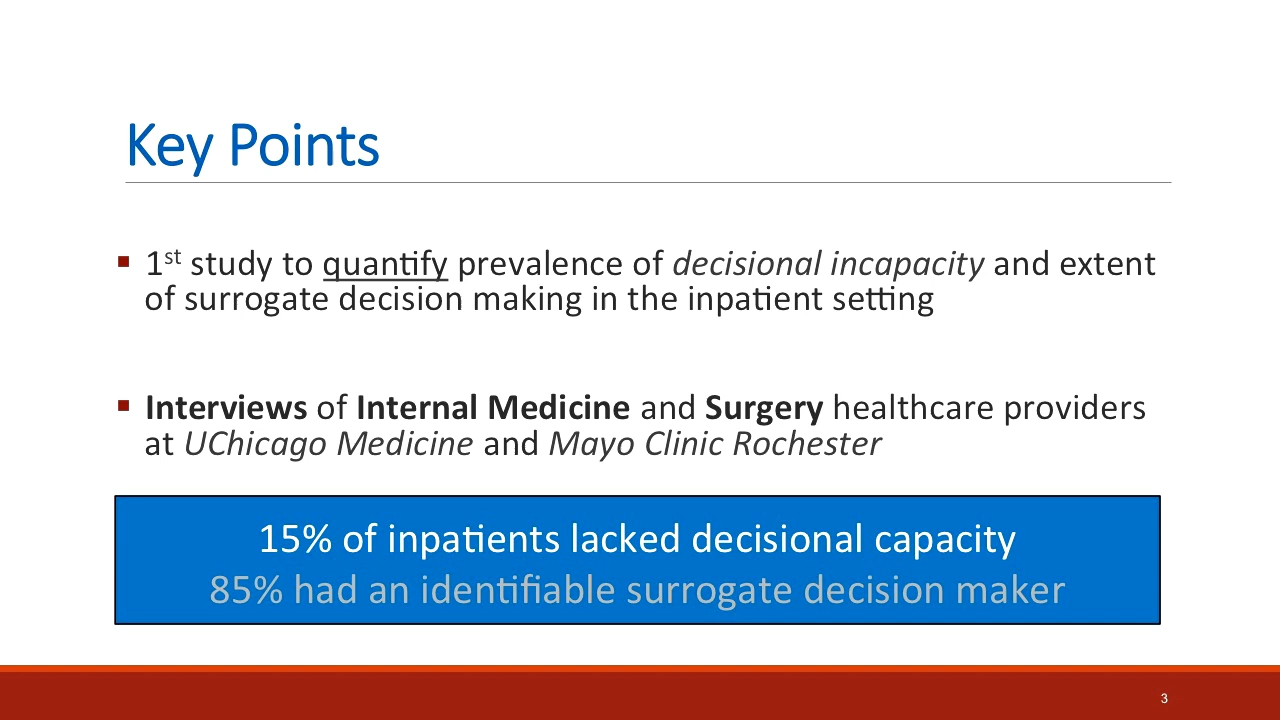 Key Points
1st study to quantify prevalence of decisional incapacity and extent
of surrogate decision making in the inpatient setting
Interviews of Internal Medicine and Surgery healthcare providers
at UChicago Medicine and Mayo Clinic Rochester
15% of inpatients lacked decisional capacity
85% had an identifiable surrogate decision maker
3